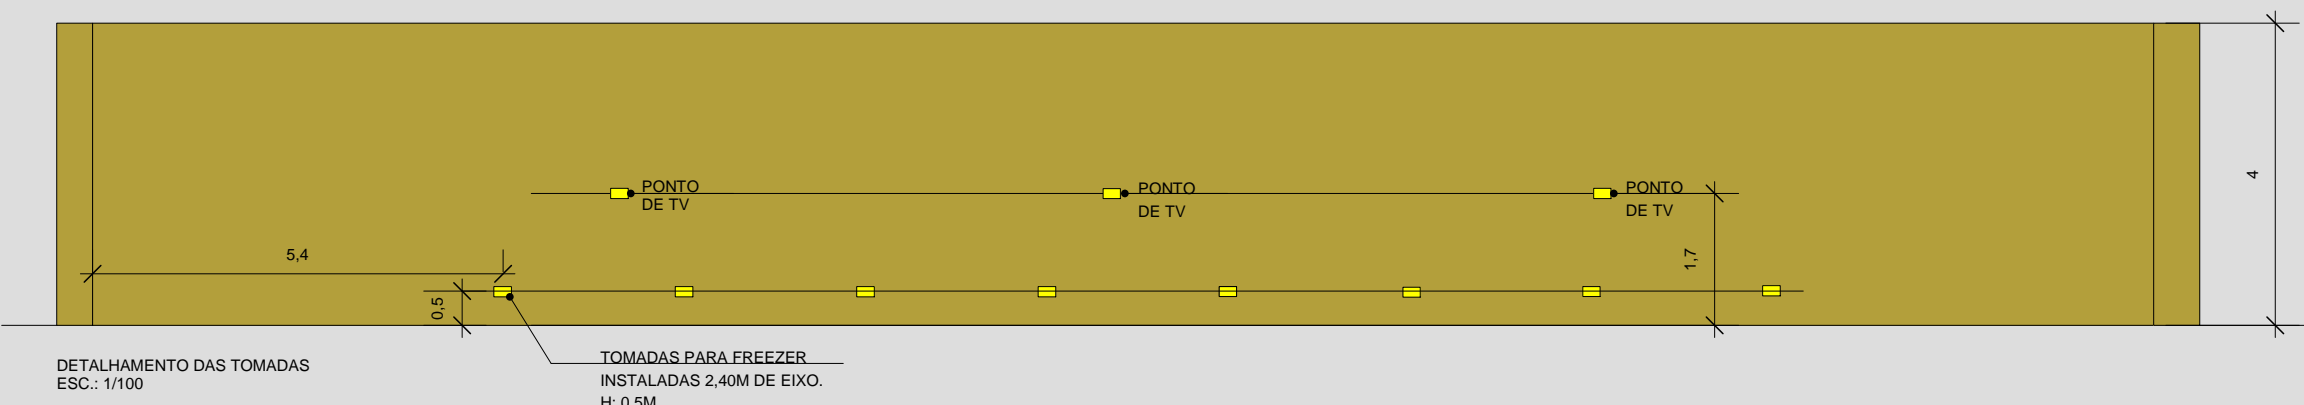 PONTO
DE TV
PONTO
DE TV
PONTO
DE TV
4
5,4
1,7
0,5
DETALHAMENTO DAS TOMADAS
ESC.: 1/100
TOMADAS PARA FREEZER
INSTALADAS 2,40M DE EIXO.
H: 0,5M